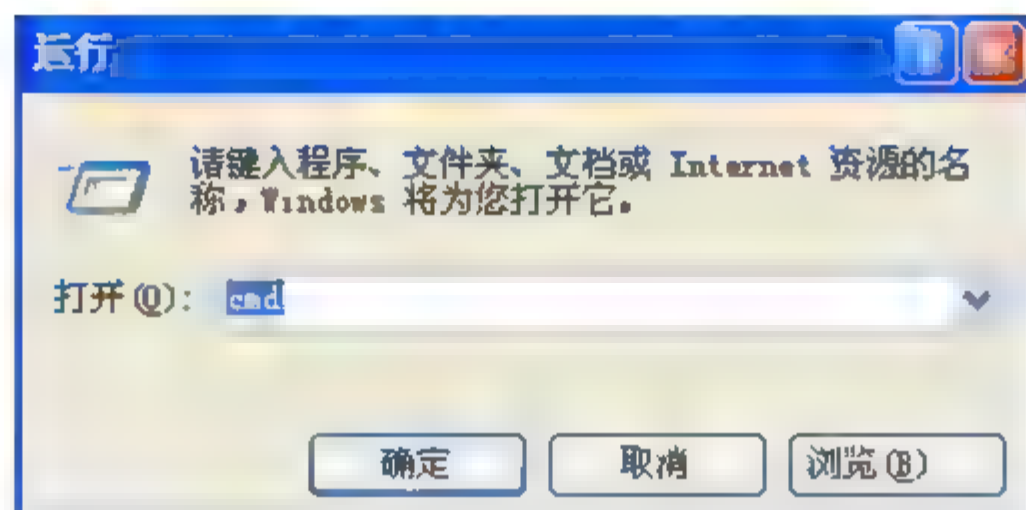 运行
请键入程序、文件夹、文档或 Internet 资源的名
称，Windows 将为您打开它。
打开(O): cmd
确定 取消 浏览(B)